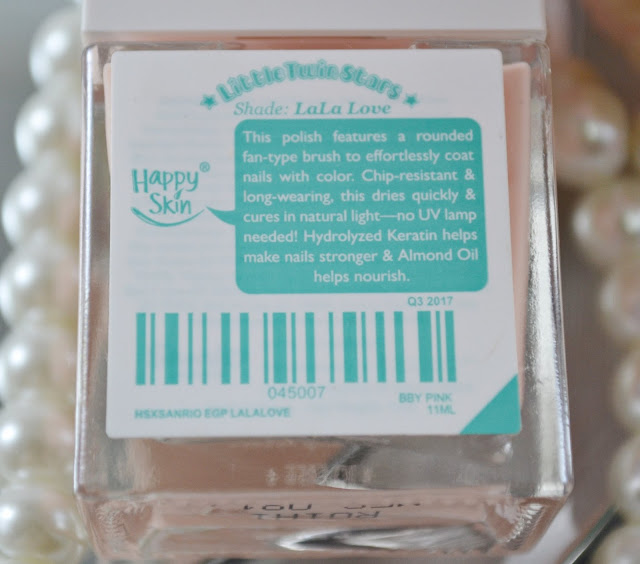 Little Twin Stars
Shade: LaLa Love
Happy®
Skin
This polish features a rounded
fan-type brush to effortlessly coat
nails with color. Chip-resistant &
long-wearing, this dries quickly &
cures in natural light—no UV lamp
needed! Hydrolyzed Keratin helps
make nails stronger & Almond Oil
helps nourish.
Q3 2017
045007
HSXSANRIO EGP LALALOVE
BBY PINK
11ML